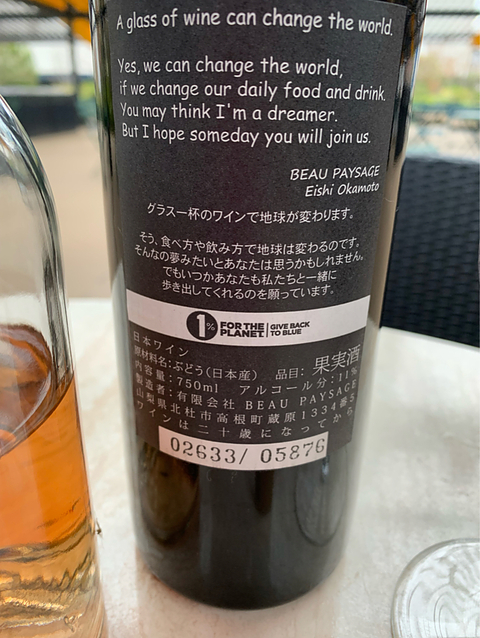 A glass of wine can change the world.
Yes, we can change the world,
if we change our daily food and drink.
You may think I'm a dreamer.
But I hope someday you will join us.
BEAU PAYSAGE
Eishi Okamoto
グラス一杯のワインで地球が変わります。
そう、食べ方や飲み方で地球は変わるのです。
そんなの夢みたいとあなたは思うかもしれません。
でもいつかあなたも私たちと一緒に
歩き出してくれるのを願っています。
1% FOR THE PLANET | GIVE BACK TO BLUE
日本ワイン
原材料名:ぶどう(日本産) 品目: 果実酒
内容量:750ml アルコール分:11%
製造者:有限会社 BEAU PAYSAGE
山梨県北杜市高根町蔵原1334番5
ワインは二十歳になってから
02633/ 05876